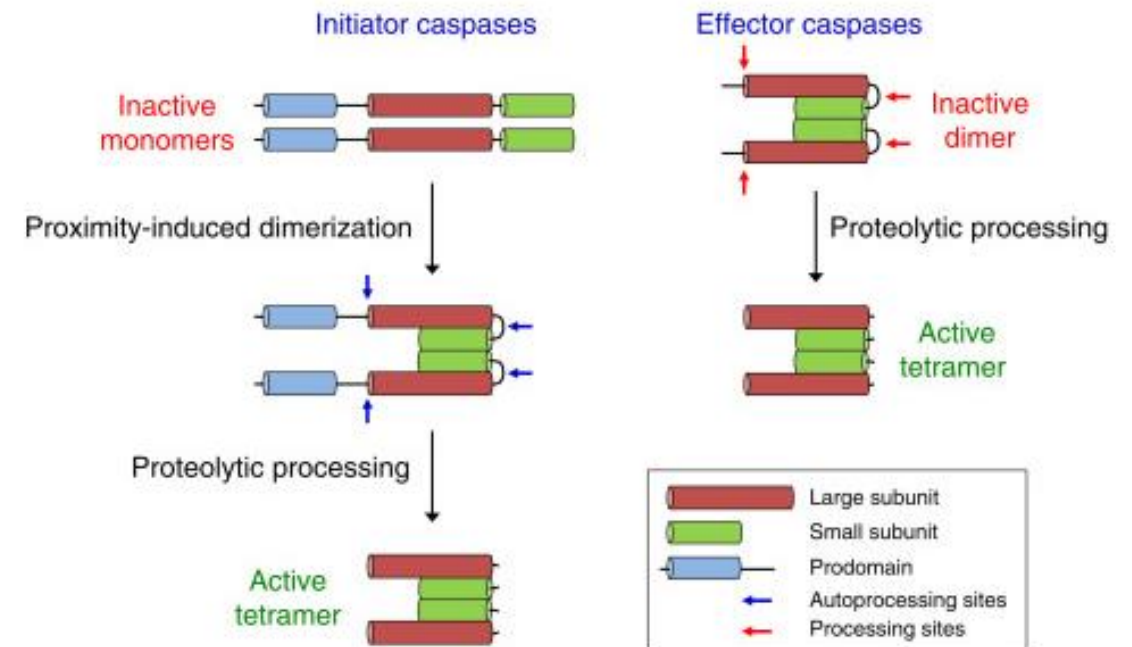 Initiator caspases
Effector caspases
Inactive
monomers
Inactive
dimer
Proximity-induced dimerization
Proteolytic processing
Active
tetramer
Proteolytic processing
Active
tetramer
Large subunit
Small subunit
Prodomain
Autoprocessing sites
Processing sites